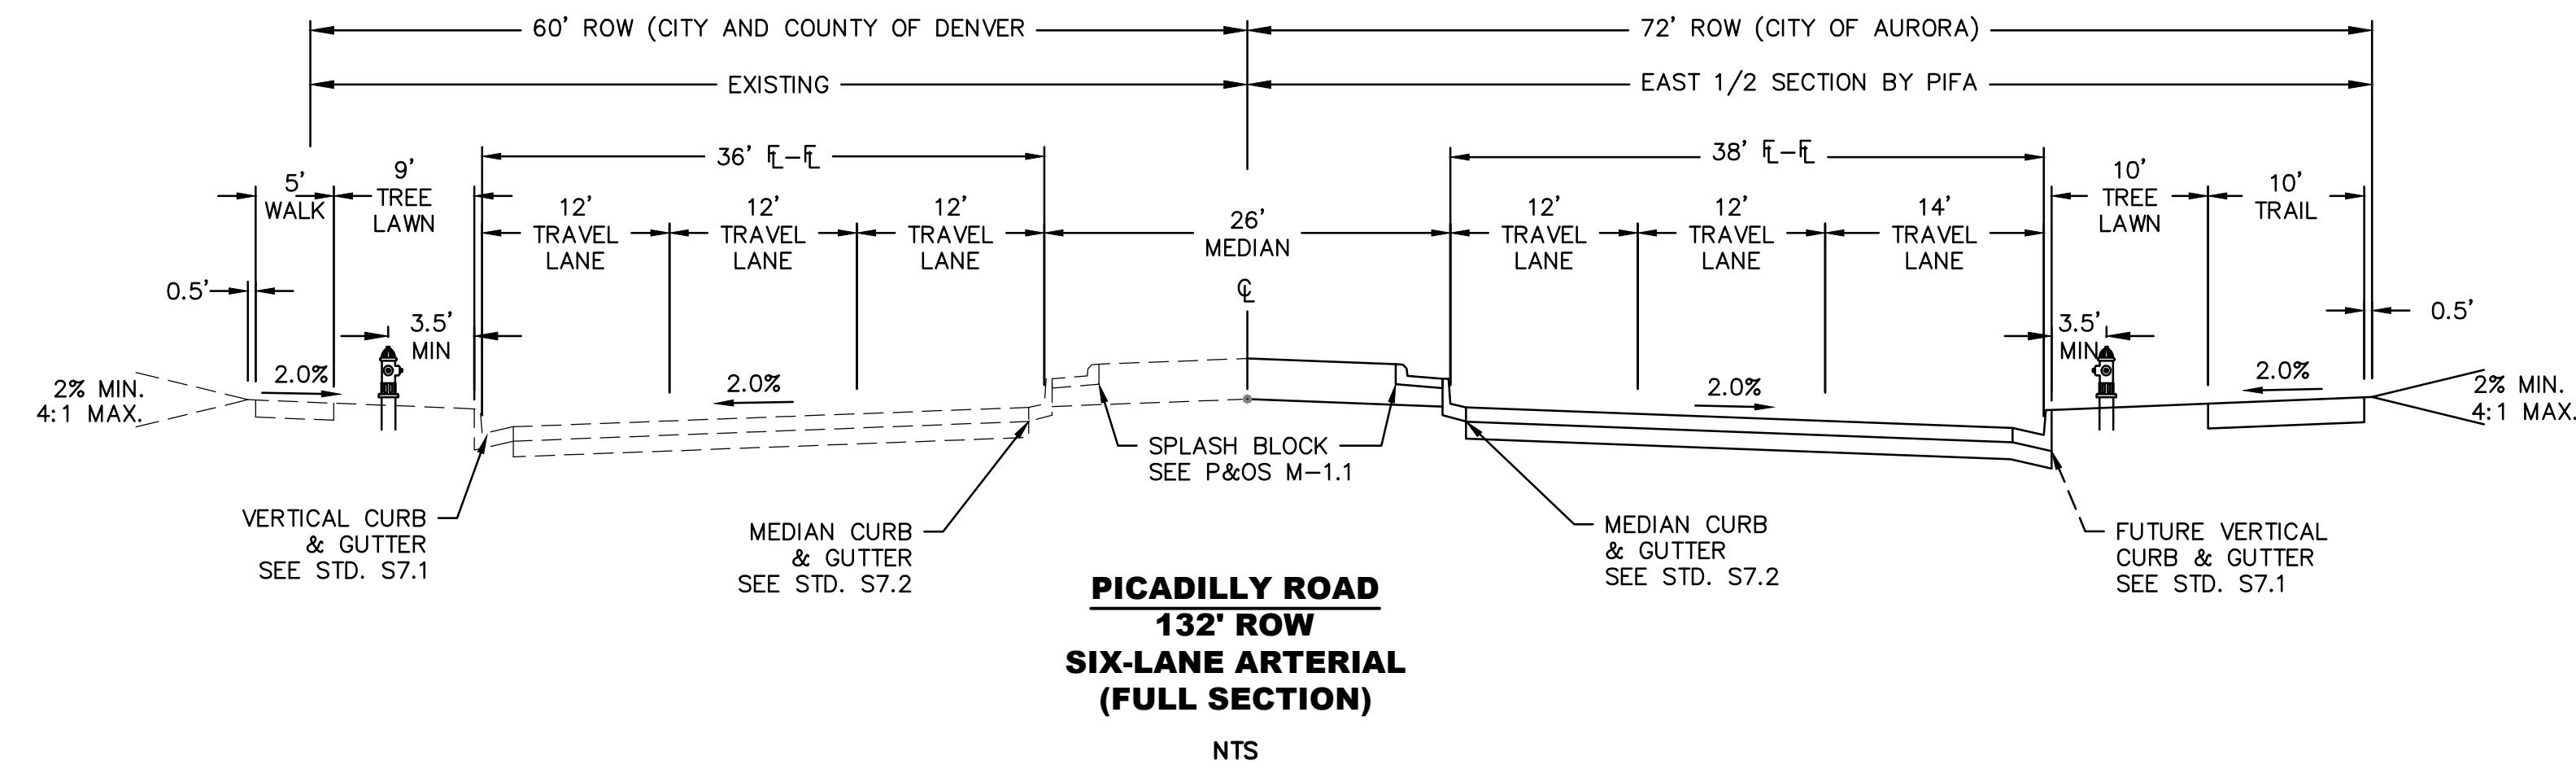 60' ROW (CITY AND COUNTY OF DENVER
72' ROW (CITY OF AURORA)
EXISTING
EAST 1/2 SECTION BY PIFA
36' FL-FL
38' FL-FL
5'
WALK
9'
TREE
LAWN
12'
TRAVEL
LANE
12'
TRAVEL
LANE
12'
TRAVEL
LANE
26'
MEDIAN
12'
TRAVEL
LANE
12'
TRAVEL
LANE
14'
TRAVEL
LANE
10'
TREE
LAWN
10'
TRAIL
0.5'
3.5'
MIN
CL
3.5'
MIN
0.5'
2% MIN.
4:1 MAX.
2.0%
2.0%
2.0%
2.0%
2% MIN.
4:1 MAX.
SPLASH BLOCK
SEE P&OS M-1.1
VERTICAL CURB
& GUTTER
SEE STD. S7.1
MEDIAN CURB
& GUTTER
SEE STD. S7.2
MEDIAN CURB
& GUTTER
SEE STD. S7.2
FUTURE VERTICAL
CURB & GUTTER
SEE STD. S7.1
PICADILLY ROAD
132' ROW
SIX-LANE ARTERIAL
(FULL SECTION)
NTS